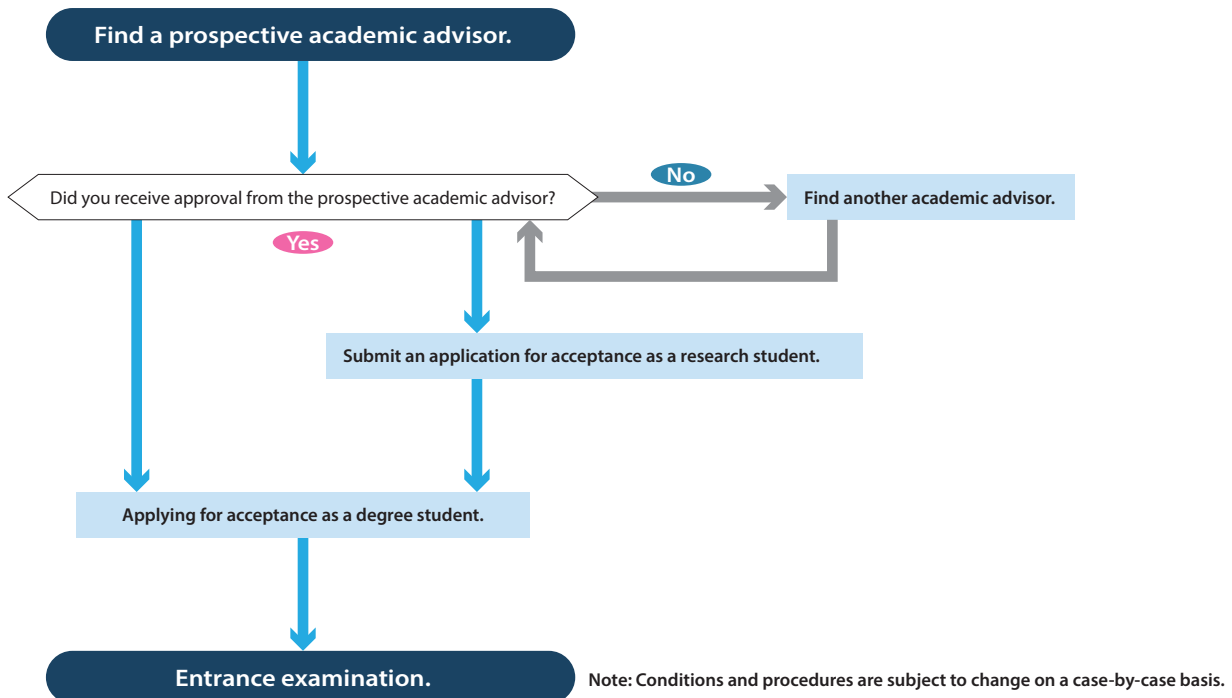 Find a prospective academic advisor.
No
Did you receive approval from the prospective academic advisor?
Find another academic advisor.
Yes
Submit an application for acceptance as a research student.
Applying for acceptance as a degree student.
Entrance examination.
Note: Conditions and procedures are subject to change on a case-by-case basis.